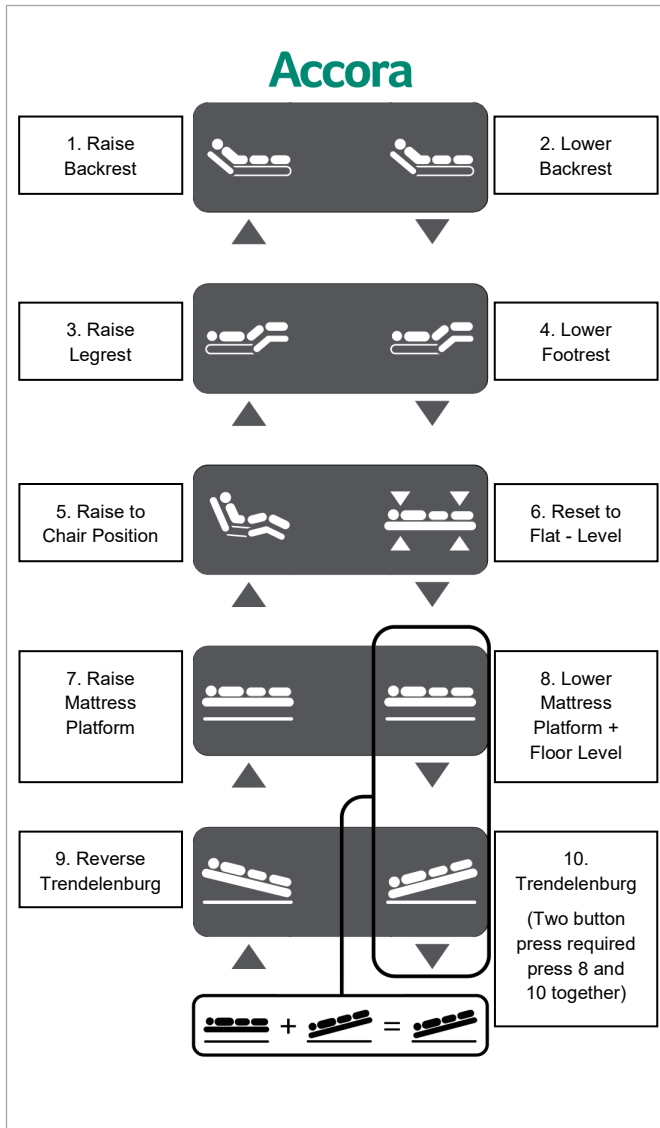 Accora
1. Raise
Backrest
2. Lower
Backrest
3. Raise
Legrest
4. Lower
Footrest
5. Raise to
Chair Position
6. Reset to
Flat - Level
7. Raise
Mattress
Platform
8. Lower
Mattress
Platform +
Floor Level
9. Reverse
Trendelenburg
10.
Trendelenburg
(Two button
press required
press 8 and
10 together)
+ =